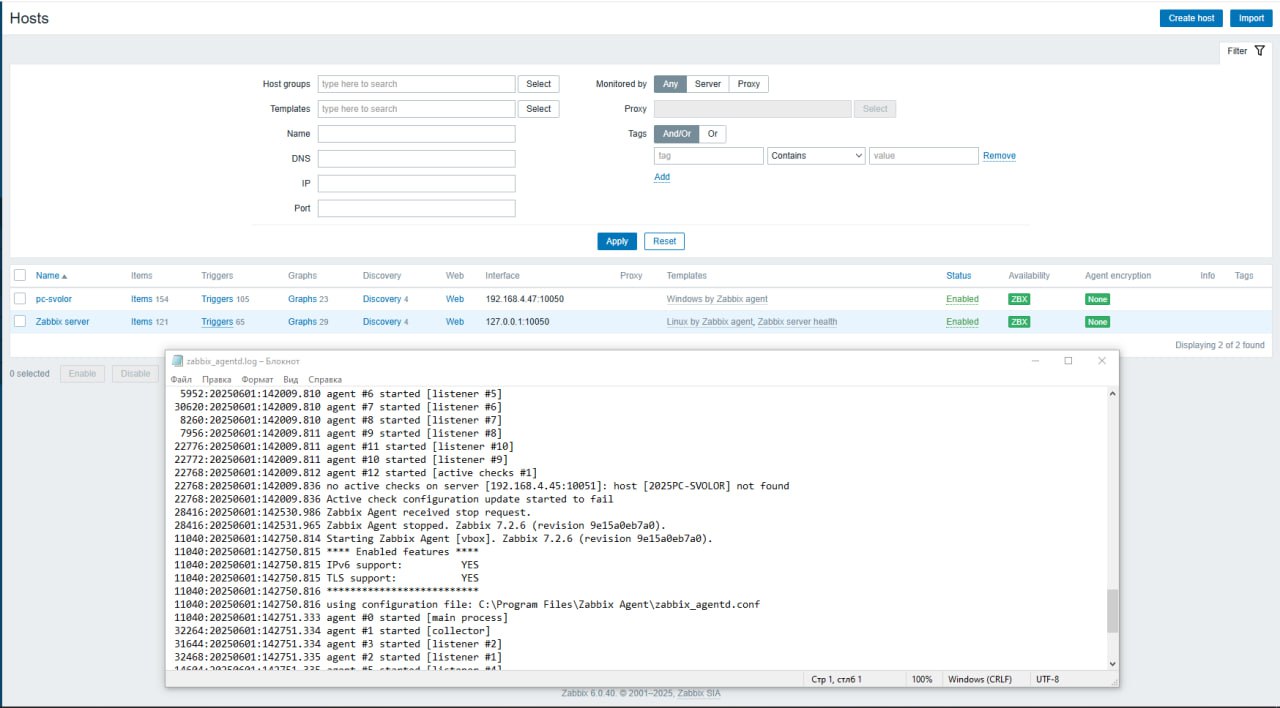 Hosts
Create host
Import
Filter
Host groups type here to search Select
Monitored by Any Server Proxy
Templates type here to search Select
Proxy Select
Name
Tags And/Or Or
DNS
tag Contains value Remove
IP
Add
Port
Apply Reset
Name Items Triggers Graphs Discovery Web Interface Proxy Templates Status Availability Agent encryption Info Tags
pc-svolor Items 154 Triggers 105 Graphs 23 Discovery 4 Web 192.168.4.47:10050 Windows by Zabbix agent Enabled ZBX None
Zabbix server Items 121 Triggers 65 Graphs 29 Discovery 4 Web 127.0.0.1:10050 Linux by Zabbix agent, Zabbix server health Enabled ZBX None
Displaying 2 of 2 found
0 selected Enable Disable
zabbix_agentd.log – Блокнот
Файл Правка Формат Вид Справка
5952:20250601:142009.810 agent #6 started [listener #5]
30620:20250601:142009.810 agent #7 started [listener #6]
8260:20250601:142009.810 agent #8 started [listener #7]
7956:20250601:142009.811 agent #9 started [listener #8]
22776:20250601:142009.811 agent #11 started [listener #10]
22772:20250601:142009.811 agent #10 started [listener #9]
22768:20250601:142009.812 agent #12 started [active checks #1]
22768:20250601:142009.836 no active checks on server [192.168.4.45:10051]: host [2025PC-SVOLOR] not found
22768:20250601:142009.836 Active check configuration update started to fail
28416:20250601:142530.986 Zabbix Agent received stop request.
28416:20250601:142531.965 Zabbix Agent stopped. Zabbix 7.2.6 (revision 9e15a0eb7a0).
11040:20250601:142750.814 Starting Zabbix Agent [vbox]. Zabbix 7.2.6 (revision 9e15a0eb7a0).
11040:20250601:142750.815 **** Enabled features ****
11040:20250601:142750.815 IPv6 support: YES
11040:20250601:142750.815 TLS support: YES
11040:20250601:142750.816 **************************
11040:20250601:142750.816 using configuration file: C:\Program Files\Zabbix Agent\zabbix_agentd.conf
11040:20250601:142751.333 agent #0 started [main process]
32264:20250601:142751.334 agent #1 started [collector]
31644:20250601:142751.334 agent #3 started [listener #2]
32468:20250601:142751.335 agent #2 started [listener #1]
14604:20250601:142751.335 agent #5 started [listener #4]
Стр 1, стлб 1 100% Windows (CRLF) UTF-8
Zabbix 6.0.40. © 2001–2025, Zabbix SIA